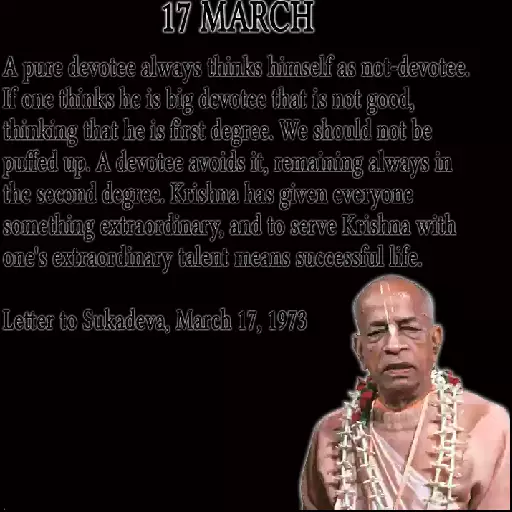 17 MARCH
A pure devotee always thinks himself as not-devotee.
If one thinks he is big devotee that is not good,
thinking that he is first degree. We should not be
puffed up. A devotee avoids it, remaining always in
the second degree. Krishna has given everyone
something extraordinary, and to serve Krishna with
one's extraordinary talent means successful life.
Letter to Sukadeva, March 17, 1973